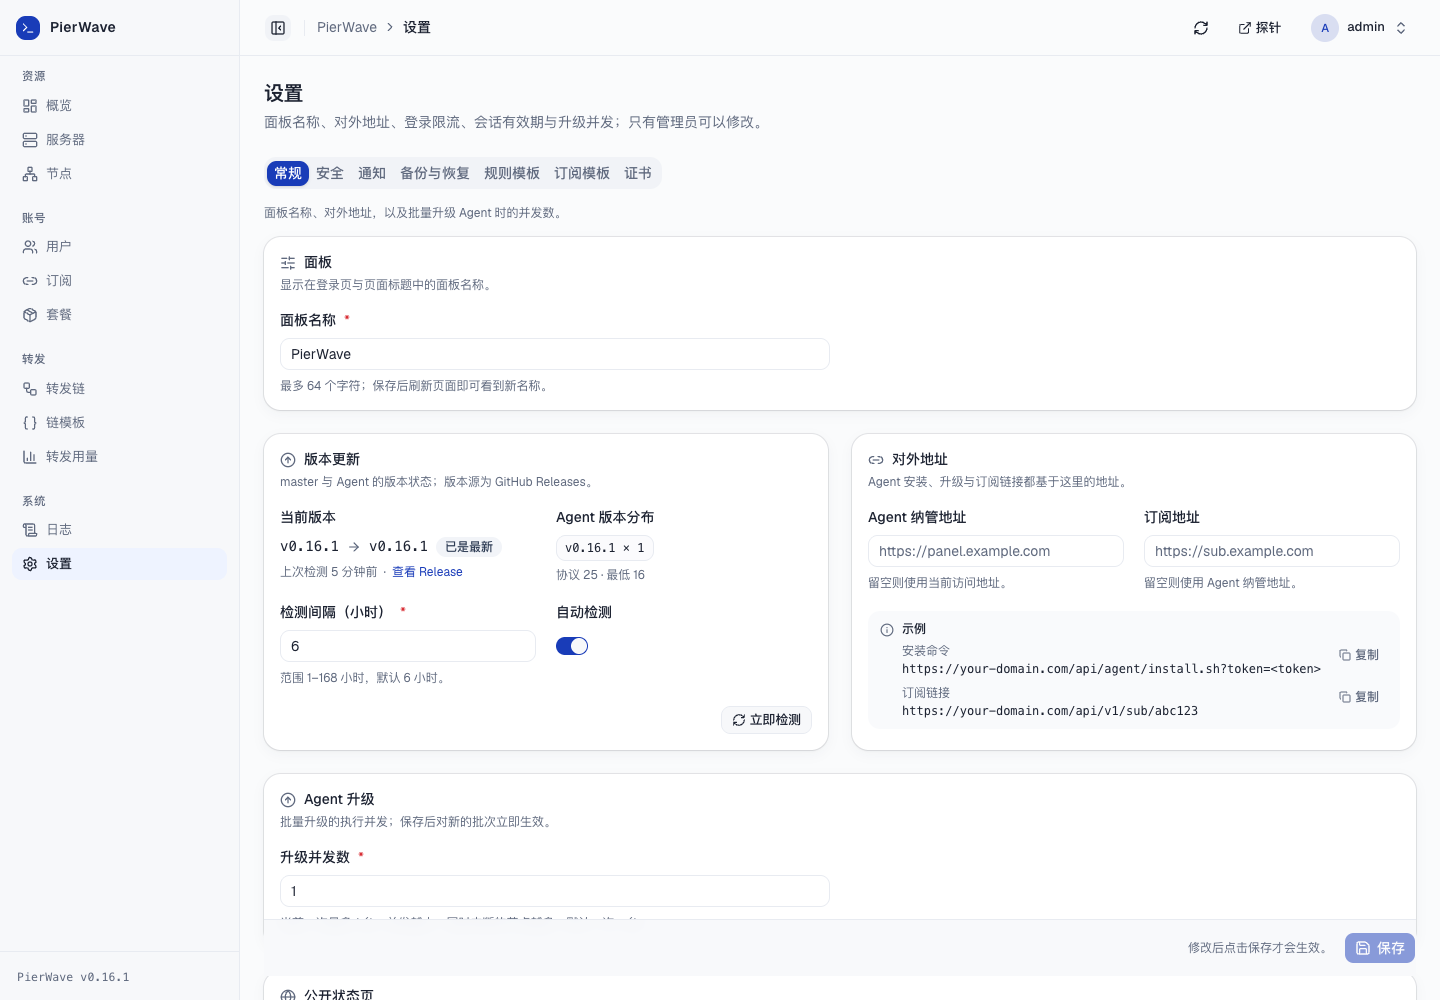 PierWave
PierWave > 设置
探针
A admin
资源
概览
服务器
节点
账号
用户
订阅
套餐
转发
转发链
链模板
转发用量
系统
日志
设置
PierWave v0.16.1
设置
面板名称、对外地址、登录限流、会话有效期与升级并发；只有管理员可以修改。
常规 安全 通知 备份与恢复 规则模板 订阅模板 证书
面板名称、对外地址，以及批量升级 Agent 时的并发数。
面板
显示在登录页与页面标题中的面板名称。
面板名称 *
PierWave
最多 64 个字符；保存后刷新页面即可看到新名称。
版本更新
master 与 Agent 的版本状态；版本源为 GitHub Releases。
当前版本
v0.16.1 → v0.16.1 已是最新
上次检测 5 分钟前 · 查看 Release
Agent 版本分布
v0.16.1 × 1
协议 25 · 最低 16
检测间隔（小时） *
6
范围 1–168 小时，默认 6 小时。
自动检测
立即检测
对外地址
Agent 安装、升级与订阅链接都基于这里的地址。
Agent 纳管地址
https://panel.example.com
留空则使用当前访问地址。
订阅地址
https://sub.example.com
留空则使用 Agent 纳管地址。
示例
安装命令
https://your-domain.com/api/agent/install.sh?token=<token>
复制
订阅链接
https://your-domain.com/api/v1/sub/abc123
复制
Agent 升级
批量升级的执行并发；保存后对新的批次立即生效。
升级并发数 *
1
修改后点击保存才会生效。
保存
公开状态页